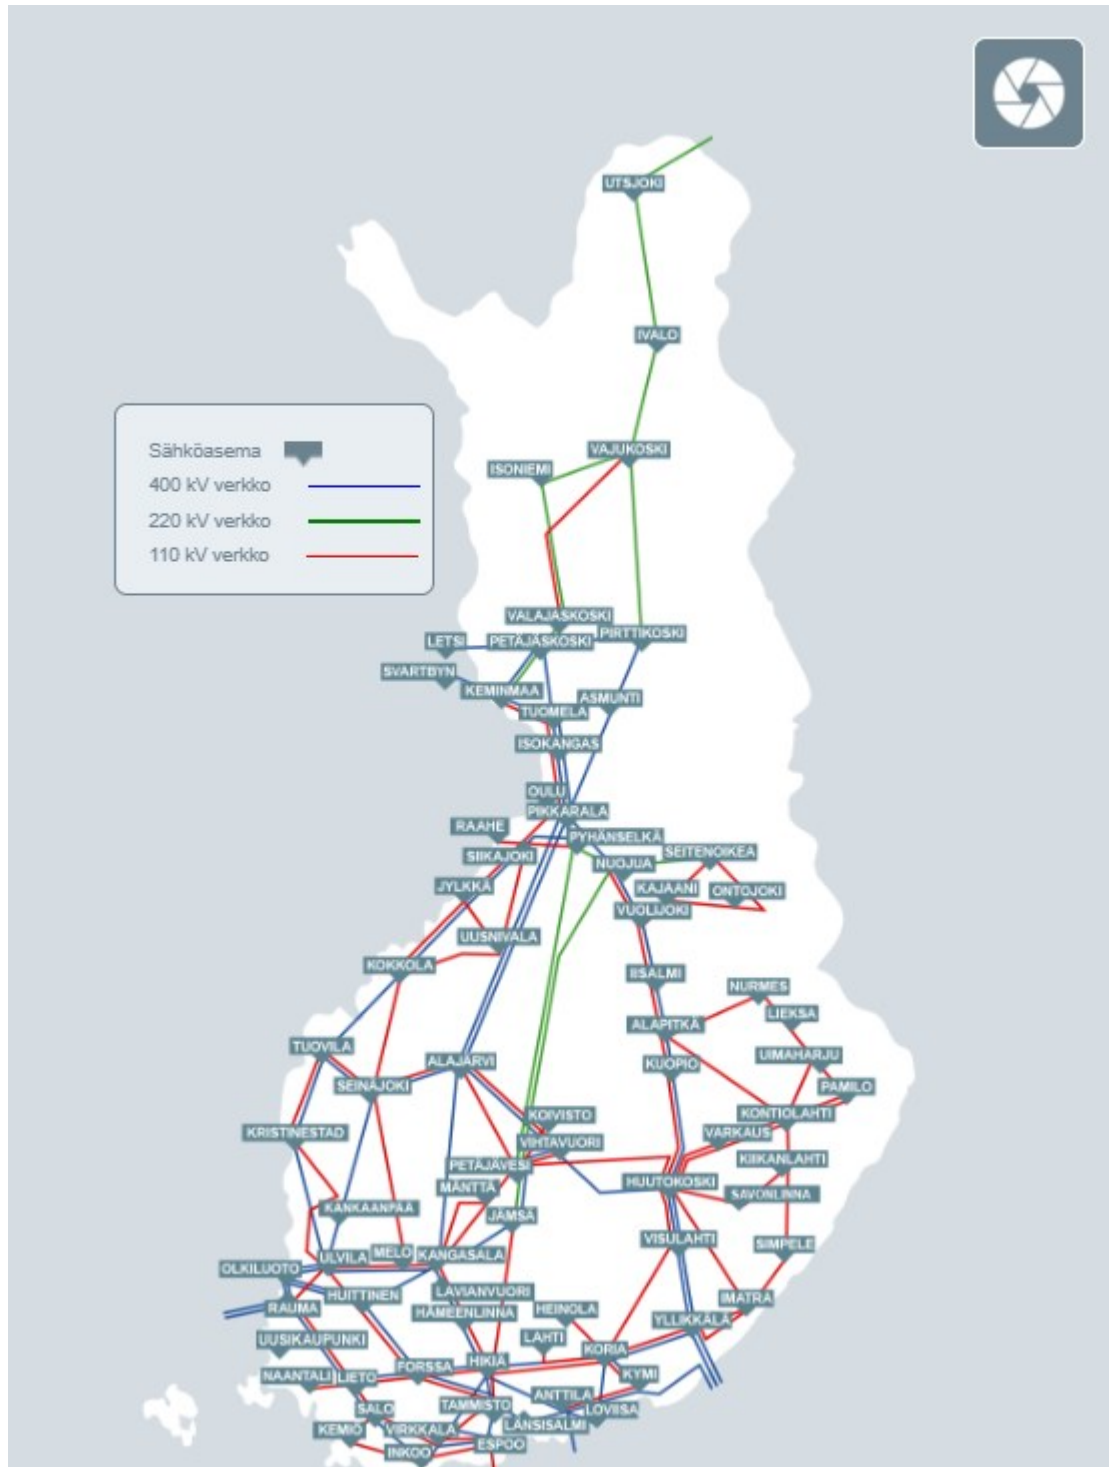 UTSJOKI
IVALO
VAJUKOSKI
ISONIEMI
Sähköasema
400 kV verkko
220 kV verkko
110 kV verkko
VALAJASKOSKI
PIRTTIKOSKI
LETSI
PETÄJÄSKOSKI
SVARTBYN
KEMINMAA
ASMUNTI
TUOMELA
ISOKANGAS
OULU
PIKKARALA
RAAHE
PYHÄNSELKÄ
SIIKAJOKI
SEITENOIKEA
NUOJUA
JYLKKÄ
KAJAANI
ONTOJOKI
VUOLIJOKI
UUSNIVALA
KOKKOLA
IISALMI
NURMES
LIEKSA
ALAPITKÄ
TUOVILA
UIMAHARJU
ALAJÄRVI
KUOPIO
SEINÄJOKI
PAMILO
KOIVISTO
KONTIOLAHTI
KRISTINESTAD
VARKAUS
VIHTAVUORI
KIIKANLAHTI
PETÄJÄVESI
HUUTOKOSKI
MÄNTTÄ
SAVONLINNA
KANKAANPÄÄ
JÄMSÄ
VISULAHTI
SIMPELE
ULVILA
MELO
KANGASALA
OLKILUOTO
LAVIANVUORI
HUITTINEN
IMATRA
RAUMA
HÄMEENLINNA
HEINOLA
YLLIKKÄLÄ
UUSIKAUPUNKI
LAHTI
KORIA
HIKIÄ
FORSSA
NAANTALI
LIETO
KYMI
ANTTILA
TAMMISTO
SALO
LOVIISA
LÄNSISALMI
KEMIÖ
VIRKKALA
ESPOO
INKOO